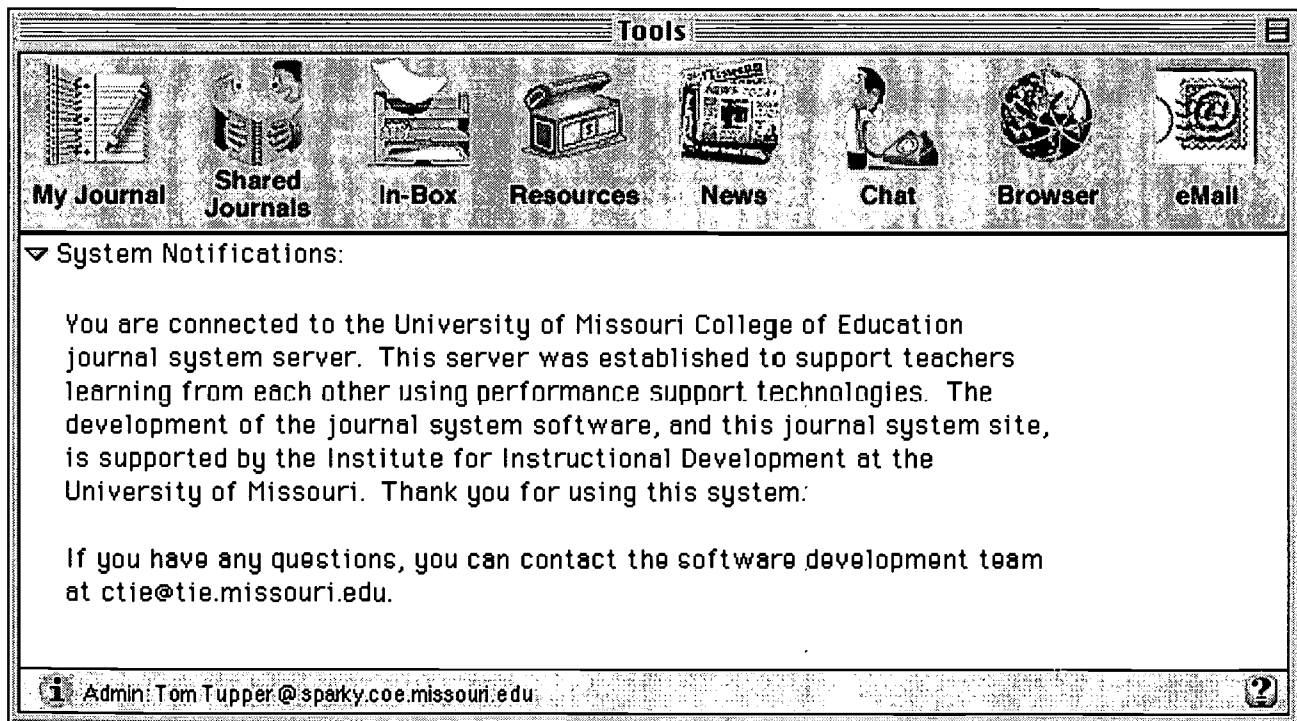 Tools
My Journal
Shared
Journals
In-Box
Resources
News
Chat
Browser
eMail
System Notifications:
You are connected to the University of Missouri College of Education
journal system server. This server was established to support teachers
learning from each other using performance support technologies. The
development of the journal system software, and this journal system site,
is supported by the Institute for Instructional Development at the
University of Missouri. Thank you for using this system.
If you have any questions, you can contact the software development team
at ctie@tie.missouri.edu.
Admin: Tom Tupper @ sparky.coe.missouri.edu